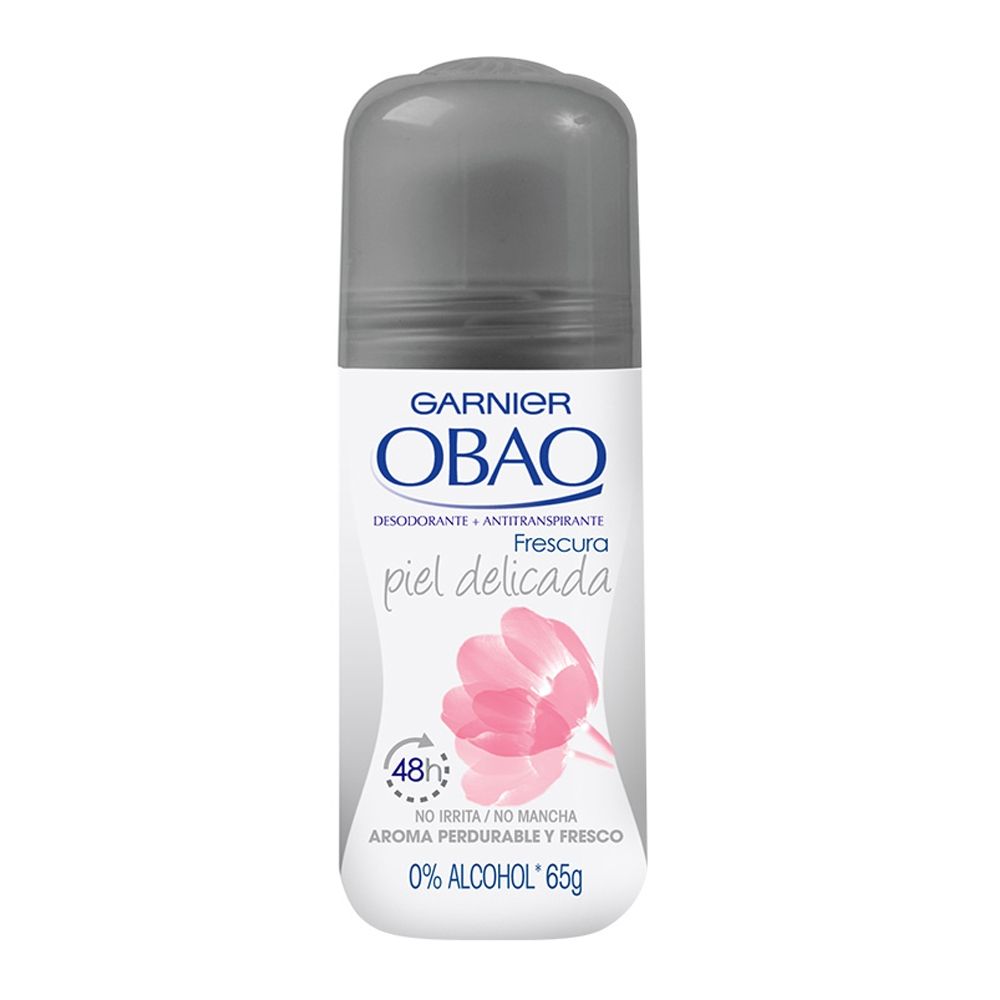 GARNIER
OBAO
DESODORANTE + ANTITRANSPIRANTE
Frescura
piel delicada
48h
NO IRRITA / NO MANCHA
AROMA PERDURABLE Y FRESCO
0% ALCOHOL* 65g